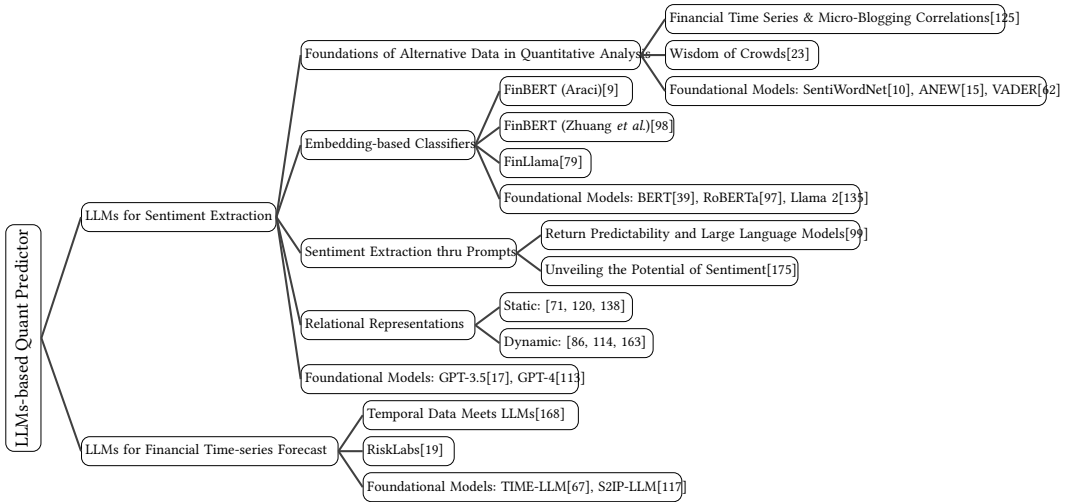 LLMs-based Quant Predictor
LLMs for Sentiment Extraction
Foundations of Alternative Data in Quantitative Analysis
Financial Time Series & Micro-Blogging Correlations[125]
Wisdom of Crowds[23]
Foundational Models: SentiWordNet[10], ANEW[15], VADER[62]
Embedding-based Classifiers
FinBERT (Araci)[9]
FinBERT (Zhuang et al.)[98]
FinLlama[79]
Foundational Models: BERT[39], RoBERTa[97], Llama 2[135]
Sentiment Extraction thru Prompts
Return Predictability and Large Language Models[99]
Unveiling the Potential of Sentiment[175]
Relational Representations
Static: [71, 120, 138]
Dynamic: [86, 114, 163]
Foundational Models: GPT-3.5[17], GPT-4[113]
LLMs for Financial Time-series Forecast
Temporal Data Meets LLMs[168]
RiskLabs[19]
Foundational Models: TIME-LLM[67], S2IP-LLM[117]